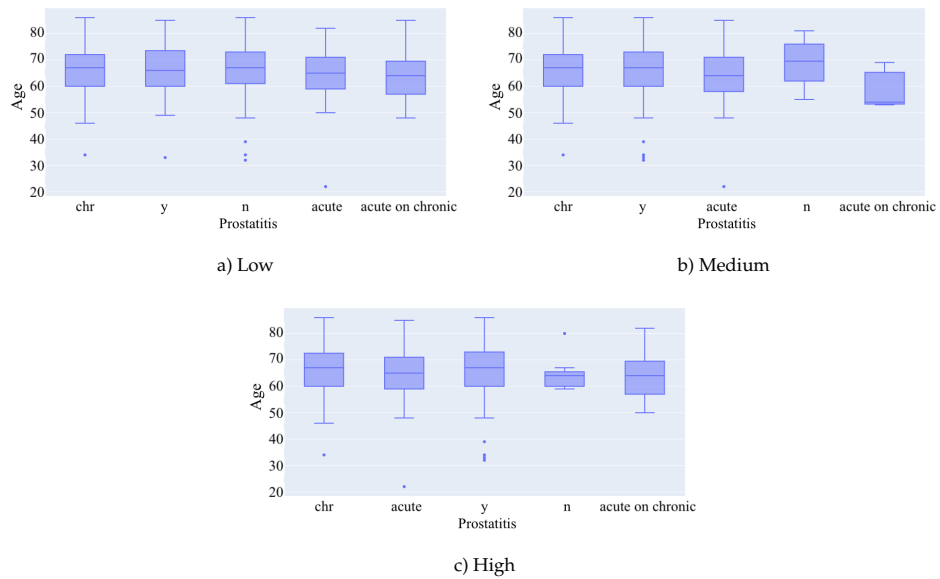 80
70
60
50
40
30
20
Age
chr y n acute acute on chronic
Prostatitis
a) Low
80
70
60
50
40
30
20
Age
chr y acute n acute on chronic
Prostatitis
b) Medium
80
70
60
50
40
30
20
Age
chr acute y n acute on chronic
Prostatitis
c) High